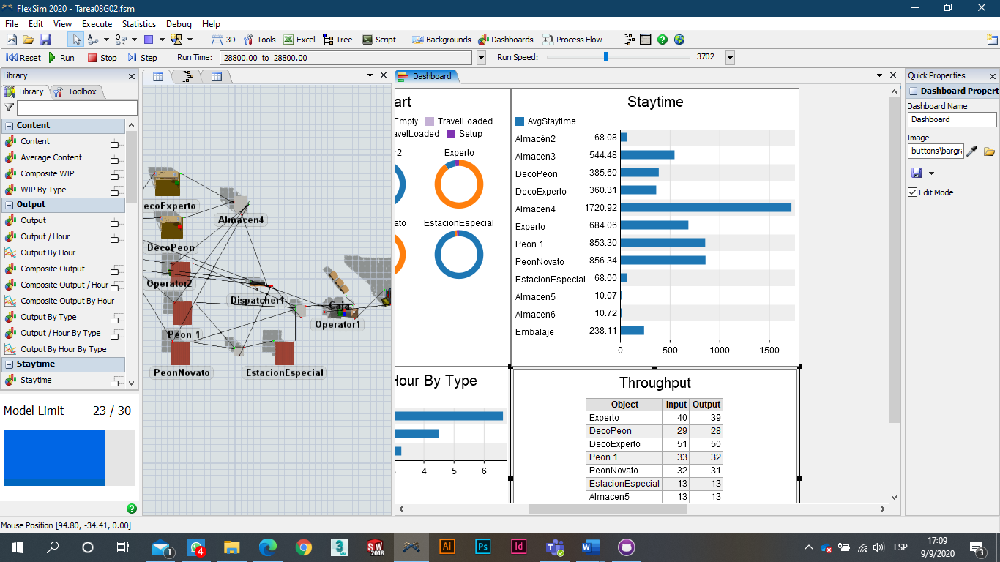 FlexSim 2020 - Tarea08G02.fsm
File Edit View Execute Statistics Debug Help
3D Tools Excel Tree Script Backgrounds Dashboards Process Flow
Reset Run Stop Step Run Time: 28800.00 to 28800.00 Run Speed: 3702
Library
Library Toolbox
Content
Content
Average Content
Composite WIP
WIP By Type
Output
Output
Output / Hour
Output By Hour
Composite Output
Composite Output / Hour
Composite Output By Hour
Output By Type
Output / Hour By Type
Output By Hour By Type
Staytime
Staytime
Model Limit 23 / 30
Mouse Position [94.80, -34.41, 0.00]
ecoExperto
Almacen4
DecoPeon
Operator2
Dispatcher1
Caja
Operator1
Peon 1
PeonNovato
EstacionEspecial
Dashboard
art
Empty TravelLoaded
avelLoaded Setup
r2 Experto
ato EstacionEspecial
Hour By Type
4 5 6
Staytime
AvgStaytime
Almacén2 68.08
Almacen3 544.48
DecoPeon 385.60
DecoExperto 360.31
Almacen4 1720.92
Experto 684.06
Peon 1 853.30
PeonNovato 856.34
EstacionEspecial 68.00
Almacen5 10.07
Almacen6 10.72
Embalaje 238.11
0 500 1000 1500
Throughput
Object Input Output
Experto 40 39
DecoPeon 29 28
DecoExperto 51 50
Peon 1 33 32
PeonNovato 32 31
EstacionEspecial 13 13
Almacen5 13 13
Quick Properties
Dashboard Propert
Dashboard Name
Dashboard
Image
buttons\bargra
Edit Mode
1
4
3
SW
2018
Ai
Ps
Id
ESP
17:09
9/9/2020
3